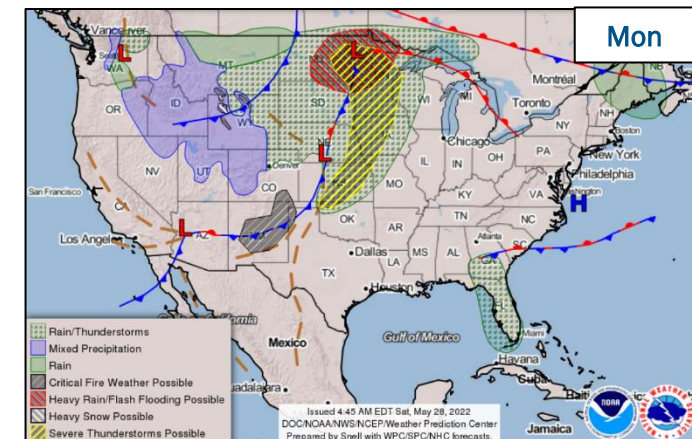 Mon
Vancouver
WA
MT
OR
ID
SD
WI
MI
Montréal
NB
Toronto
NH
NY
Boston
WY
NE
Chicago
PA
New York
Philadelphia
Washington
NV
UT
Denver
CO
IL
IN
OH
San Francisco
CA
MO
KY
VA
H
Los Angeles
AZ
OK
AR
TN
NC
Atlanta
SC
Dallas
MS
AL
GA
LA
TX
Houston
L
L
L
L
Mexico
Gulf of Mexico
Miami
Havana
Cuba
Jamaica
Rain/Thunderstorms
Mixed Precipitation
Rain
Critical Fire Weather Possible
Heavy Rain/Flash Flooding Possible
Heavy Snow Possible
Severe Thunderstorms Possible
Issued 4:45 AM EDT Sat, May 28, 2022
DOC/NOAA/NWS/NCEP/Weather Prediction Center
Prepared by Snell with WPC/SPC/NHC forecasts.
NOAA